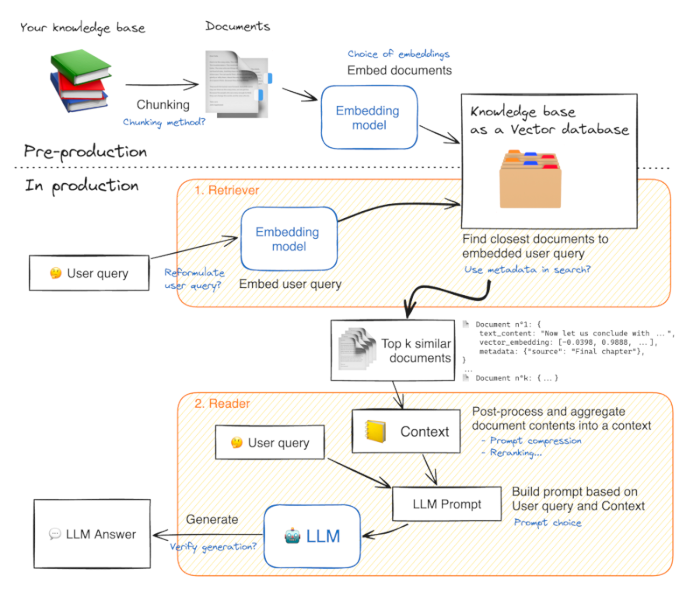 Your knowledge base
Documents
Choice of embeddings
Embed documents
Chunking
Chunking method?
Embedding
model
Knowledge base
as a Vector database
Pre-production
In production
1. Retriever
Embedding
model
🤔 User query
Reformulate
user query?
Embed user query
Find closest documents to
embedded user query
Use metadata in search?
Top k similar
documents
Document n°1: {
text_content: "Now let us conclude with ...",
vector_embedding: [-0.0398, 0.9888, ...],
metadata: {"source": "Final chapter"},
}
...
Document n°k: {...}
2. Reader
🤔 User query
Context
Post-process and aggregate
document contents into a context
- Prompt compression
- Reranking...
LLM Prompt
Build prompt based on
User query and Context
Prompt choice
💬 LLM Answer
Generate
Verify generation?
🤖 LLM